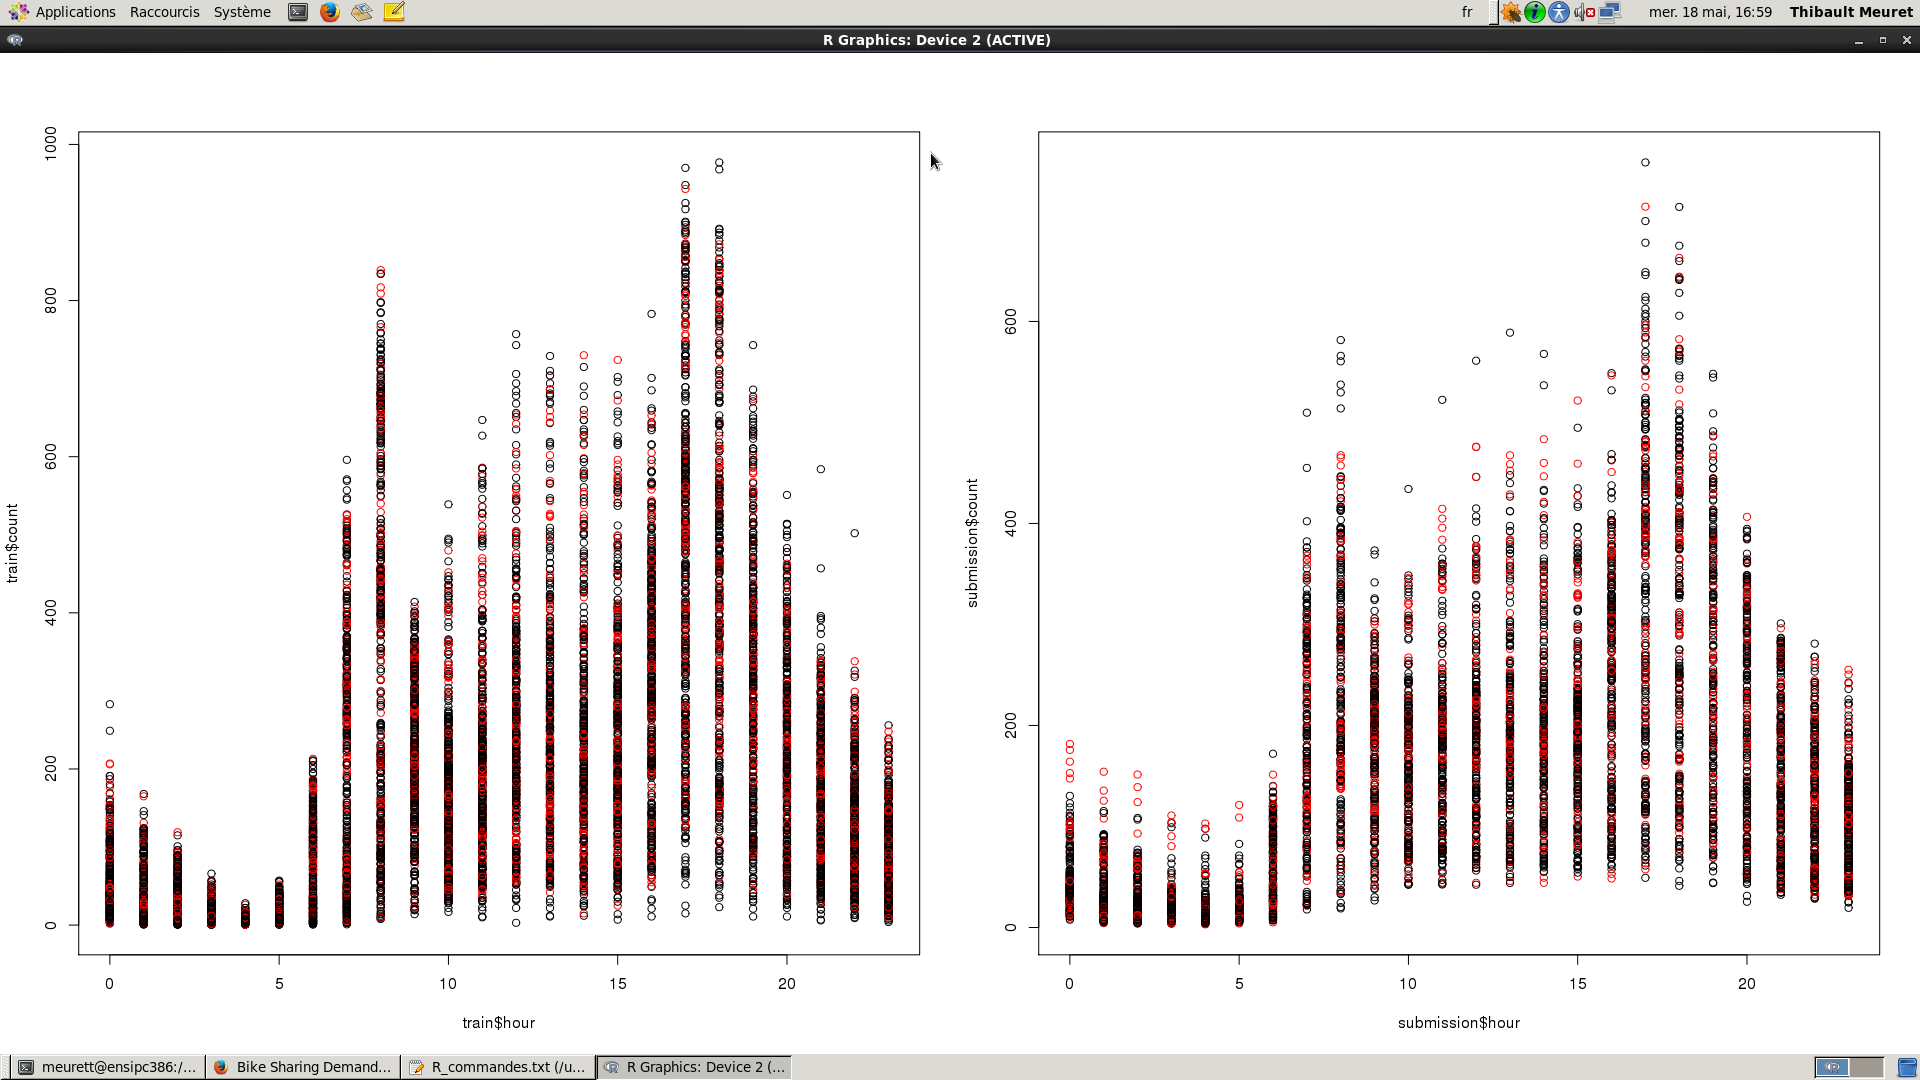 Applications Raccourcis Système fr mer. 18 mai, 16:59 Thibault Meuret
R Graphics: Device 2 (ACTIVE)
train$count
1000
800
600
400
200
0
0 5 10 15 20
train$hour
submission$count
600
400
200
0
0 5 10 15 20
submission$hour
meurett@ensipc386:/... Bike Sharing Demand... R_commandes.txt (/u... R Graphics: Device 2 (...